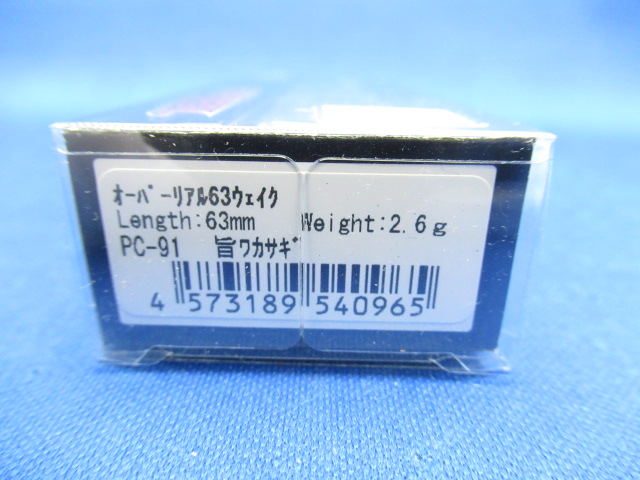 ｵｰﾊﾞｰﾘｱﾙ63ｳｪｲｸ
Length:63mm Weight:2.6g
PC-91 旨ﾜｶｻｷﾞ
4 573189 540965